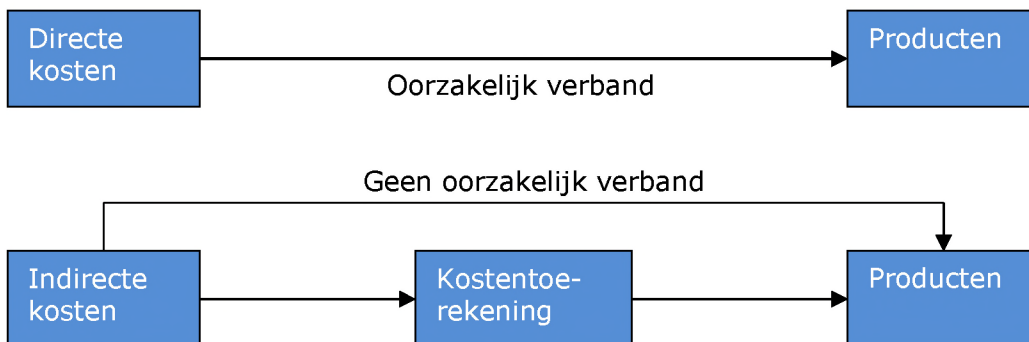 Directe
kosten
Producten
Oorzakelijk verband
Geen oorzakelijk verband
Indirecte
kosten
Kostentoe-
rekening
Producten